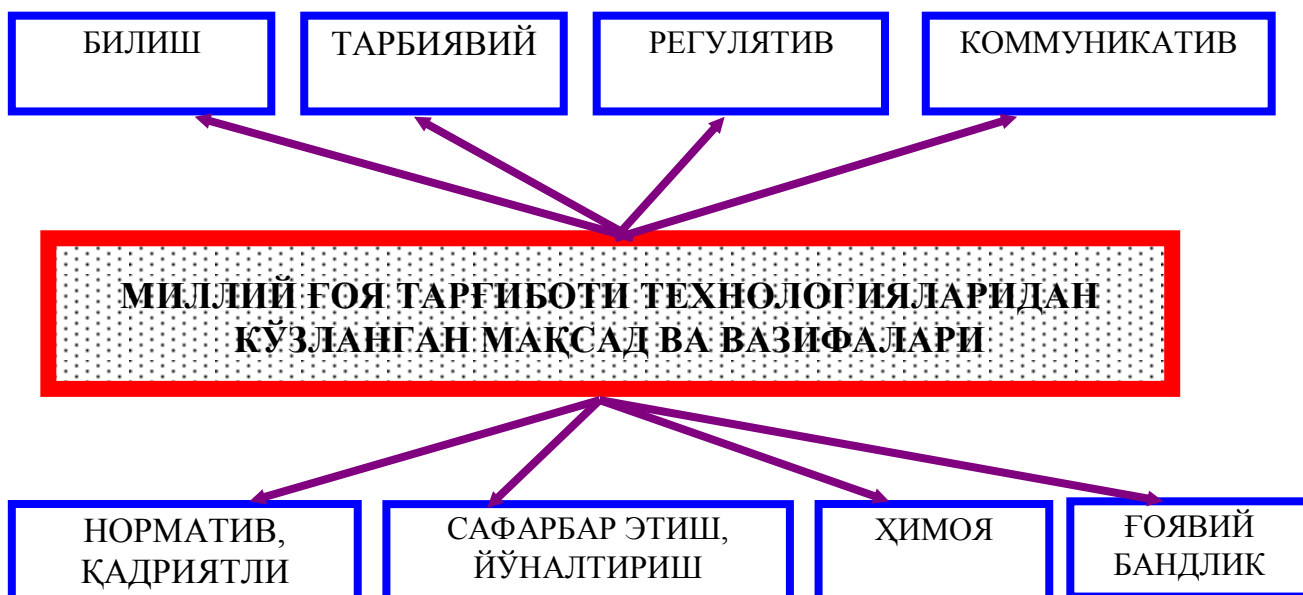 БИЛИШ
ТАРБИЯВИЙ
РЕГУЛЯТИВ
КОММУНИКАТИВ
МИЛЛИЙ ҒОЯ ТАРҒИБОТИ ТЕХНОЛОГИЯЛАРИДАН
КЎЗЛАНГАН МАҚСАД ВА ВАЗИФАЛАРИ
НОРМАТИВ,
ҚАДРИЯТЛИ
САФАРБАР ЭТИШ,
ЙЎНАЛТИРИШ
ҲИМОЯ
ҒОЯВИЙ
БАНДЛИК